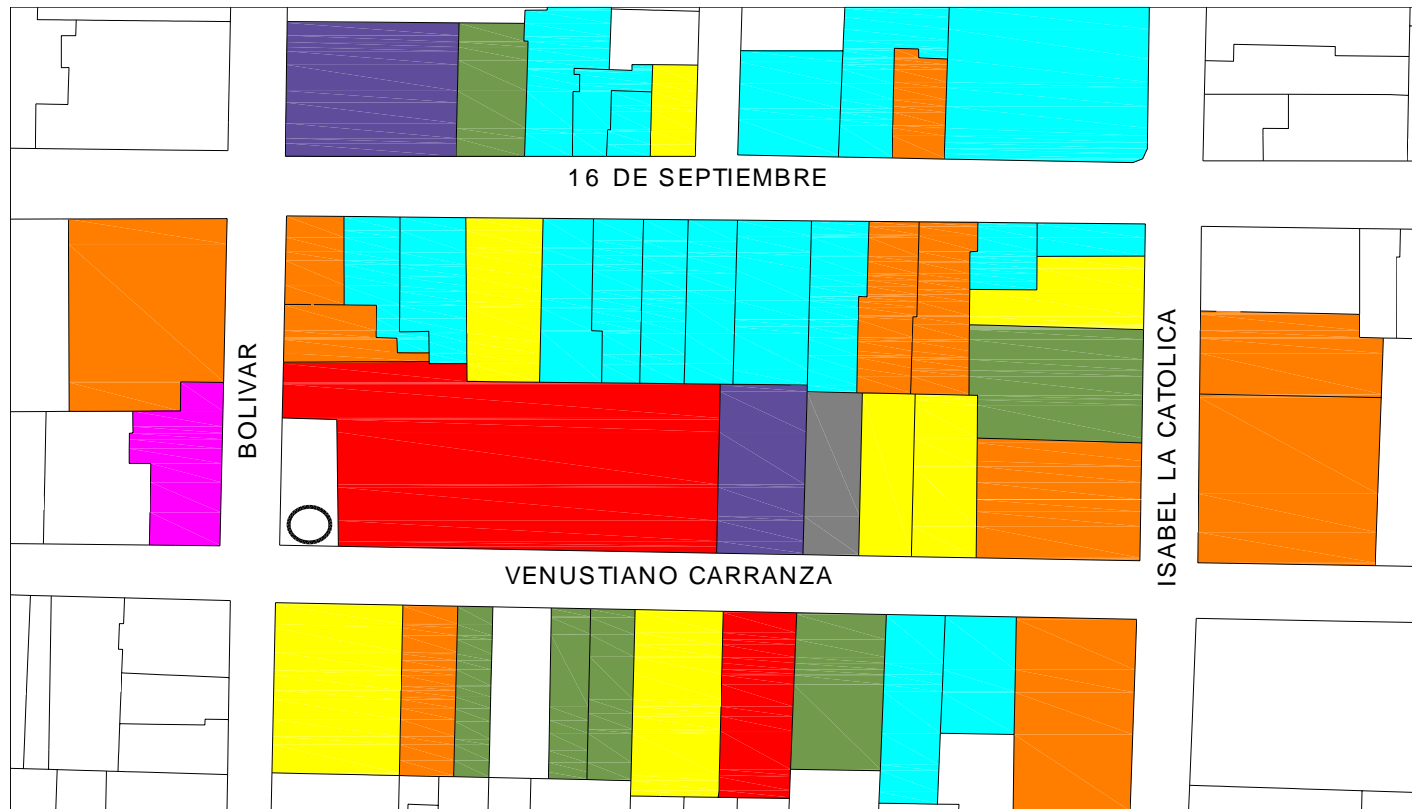 16 DE SEPTIEMBRE
BOLIVAR
ISABEL LA CATOLICA
VENUSTIANO CARRANZA